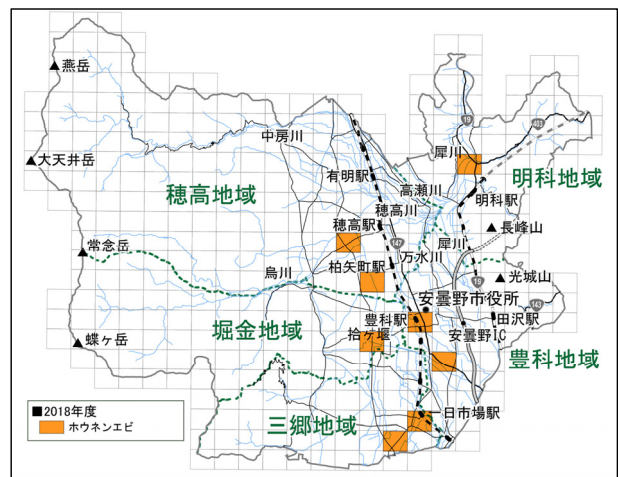 燕岳
大天井岳
常念岳
蝶ヶ岳
中房川
有明駅
高瀬川
穂高川
穂高駅
147
万水川
柏矢町駅
烏川
犀川
19
403
明科駅
長峰山
犀川
光城山
19
143
安曇野市役所
豊科駅
田沢駅
安曇野IC
拾ケ堰
日市場駅
穂高地域
明科地域
堀金地域
豊科地域
三郷地域
2018年度
ホウネンエビ